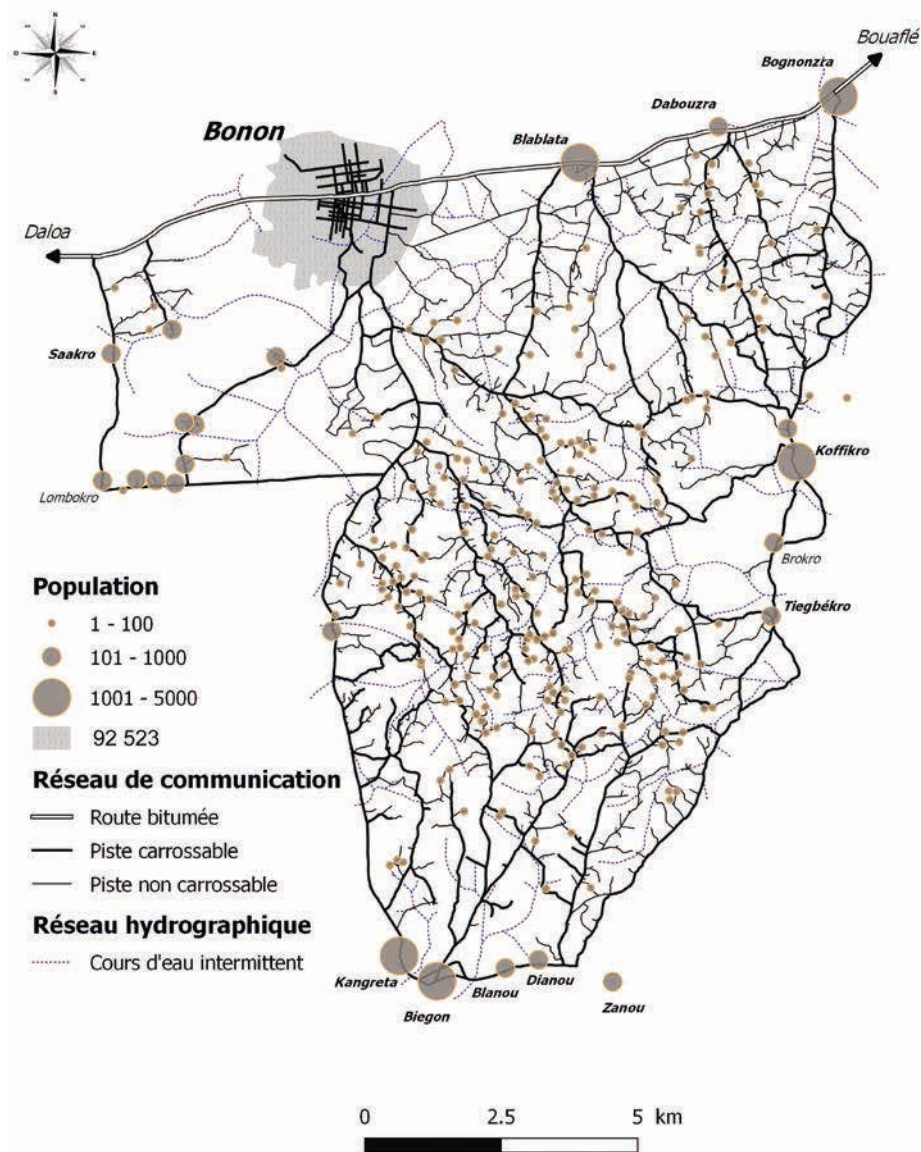 N
O
E
S
Bouaflé
Bognonzra
Dabouzra
Bonon
Blablata
Daloa
Saakro
Koffikro
Lombokro
Brokro
Tiegbékro
Population
1 - 100
101 - 1000
1001 - 5000
92 523
Réseau de communication
Route bitumée
Piste carrossable
Piste non carrossable
Réseau hydrographique
Cours d'eau intermittent
Kangreta
Biegon
Blanou
Dianou
Zanou
0 2.5 5 km